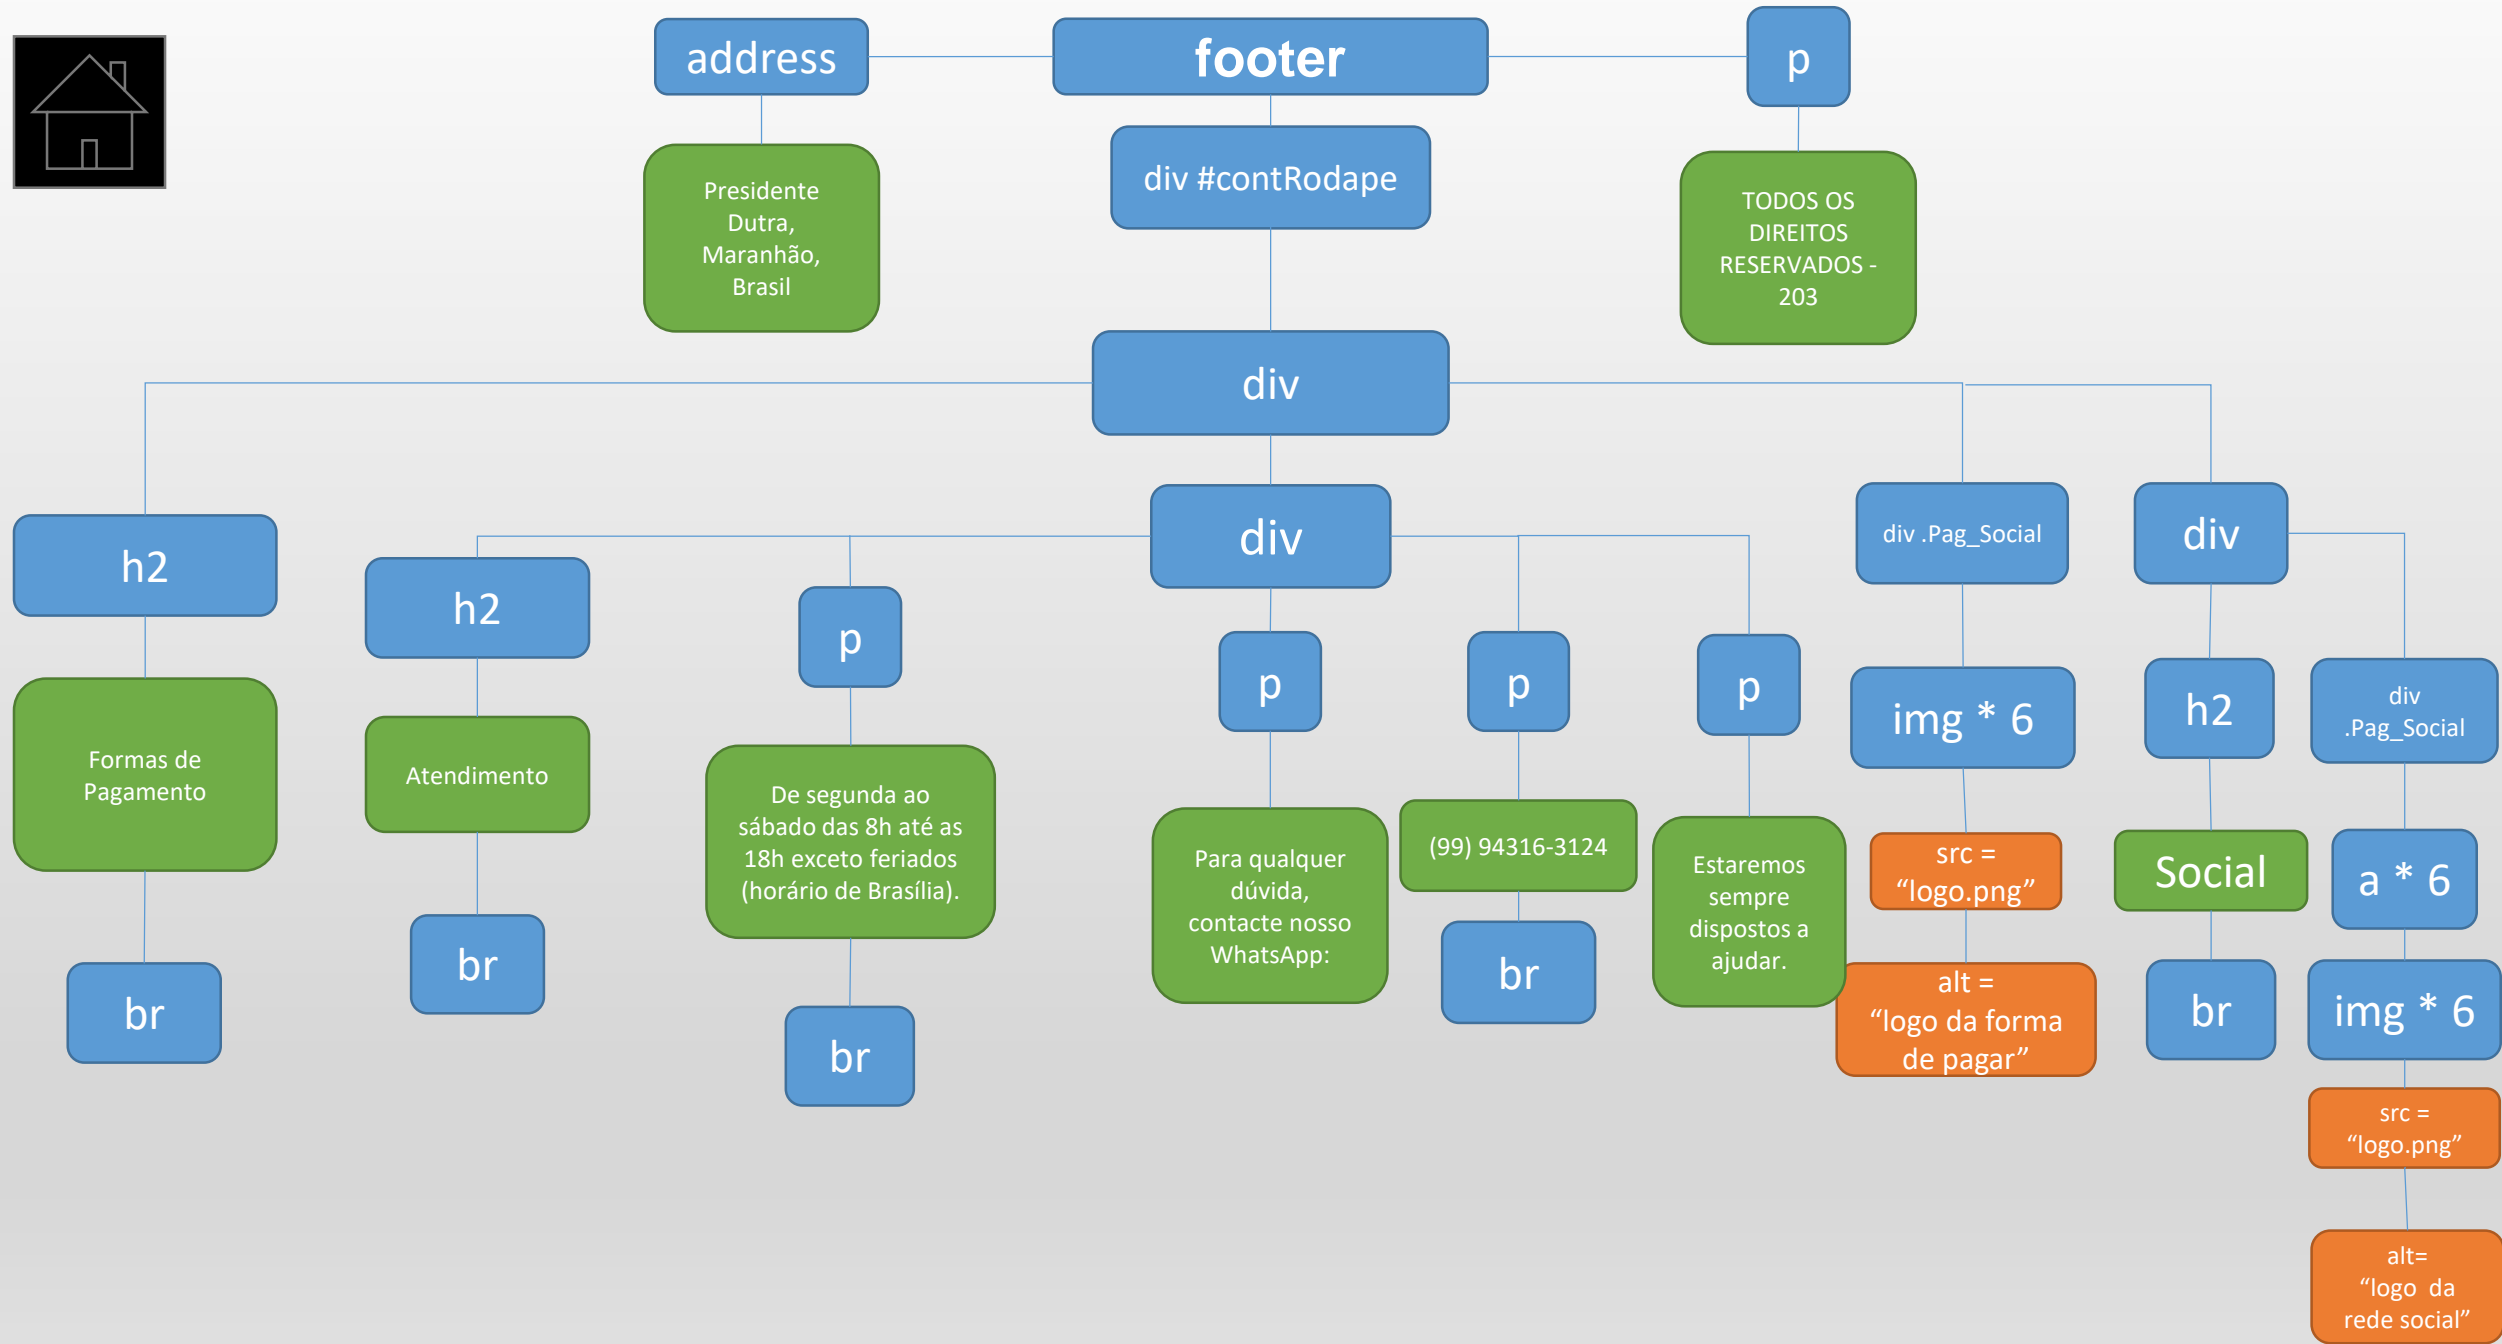 address
footer
p
div #contRodape
Presidente
Dutra,
Maranhão,
Brasil
TODOS OS
DIREITOS
RESERVADOS -
203
div
h2
Formas de
Pagamento
br
div
h2
Atendimento
br
p
De segunda ao
sábado das 8h até as
18h exceto feriados
(horário de Brasília).
br
p
Para qualquer
dúvida,
contacte nosso
WhatsApp:
p
(99) 94316-3124
br
p
Estaremos
sempre
dispostos a
ajudar.
div .Pag_Social
img * 6
src =
“logo.png”
alt =
“logo da forma
de pagar”
div
h2
Social
br
div
.Pag_Social
a * 6
img * 6
src =
“logo.png”
alt=
“logo  da
rede social”